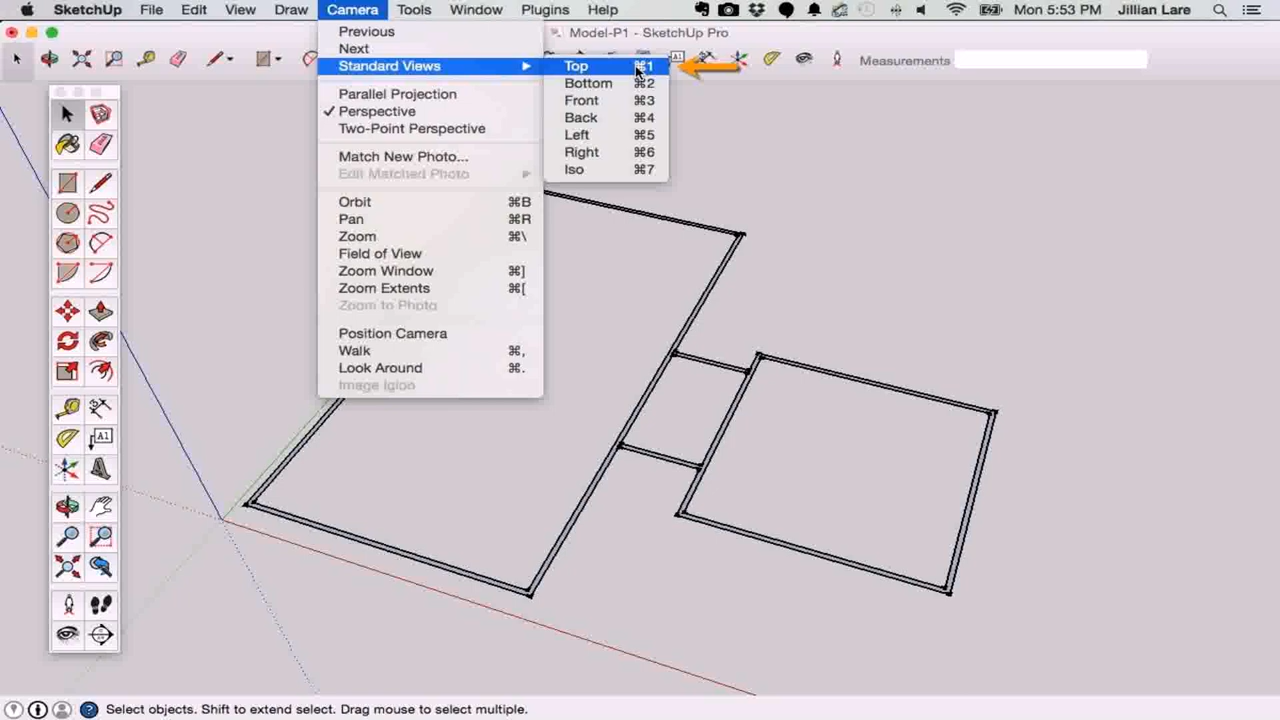 SketchUp File Edit View Draw Camera Tools Window Plugins Help Mon 5:53 PM Jillian Lare
Model-P1 - SketchUp Pro
Measurements
Previous
Next
Standard Views
Parallel Projection
✓ Perspective
Two-Point Perspective
Match New Photo...
Edit Matched Photo
Orbit ⌘B
Pan ⌘R
Zoom ⌘\
Field of View
Zoom Window ⌘]
Zoom Extents ⌘[
Zoom to Photo
Position Camera
Walk ⌘,
Look Around ⌘.
Image Igloo
Top ⌘1
Bottom ⌘2
Front ⌘3
Back ⌘4
Left ⌘5
Right ⌘6
Iso ⌘7
A1
A1
Select objects. Shift to extend select. Drag mouse to select multiple.